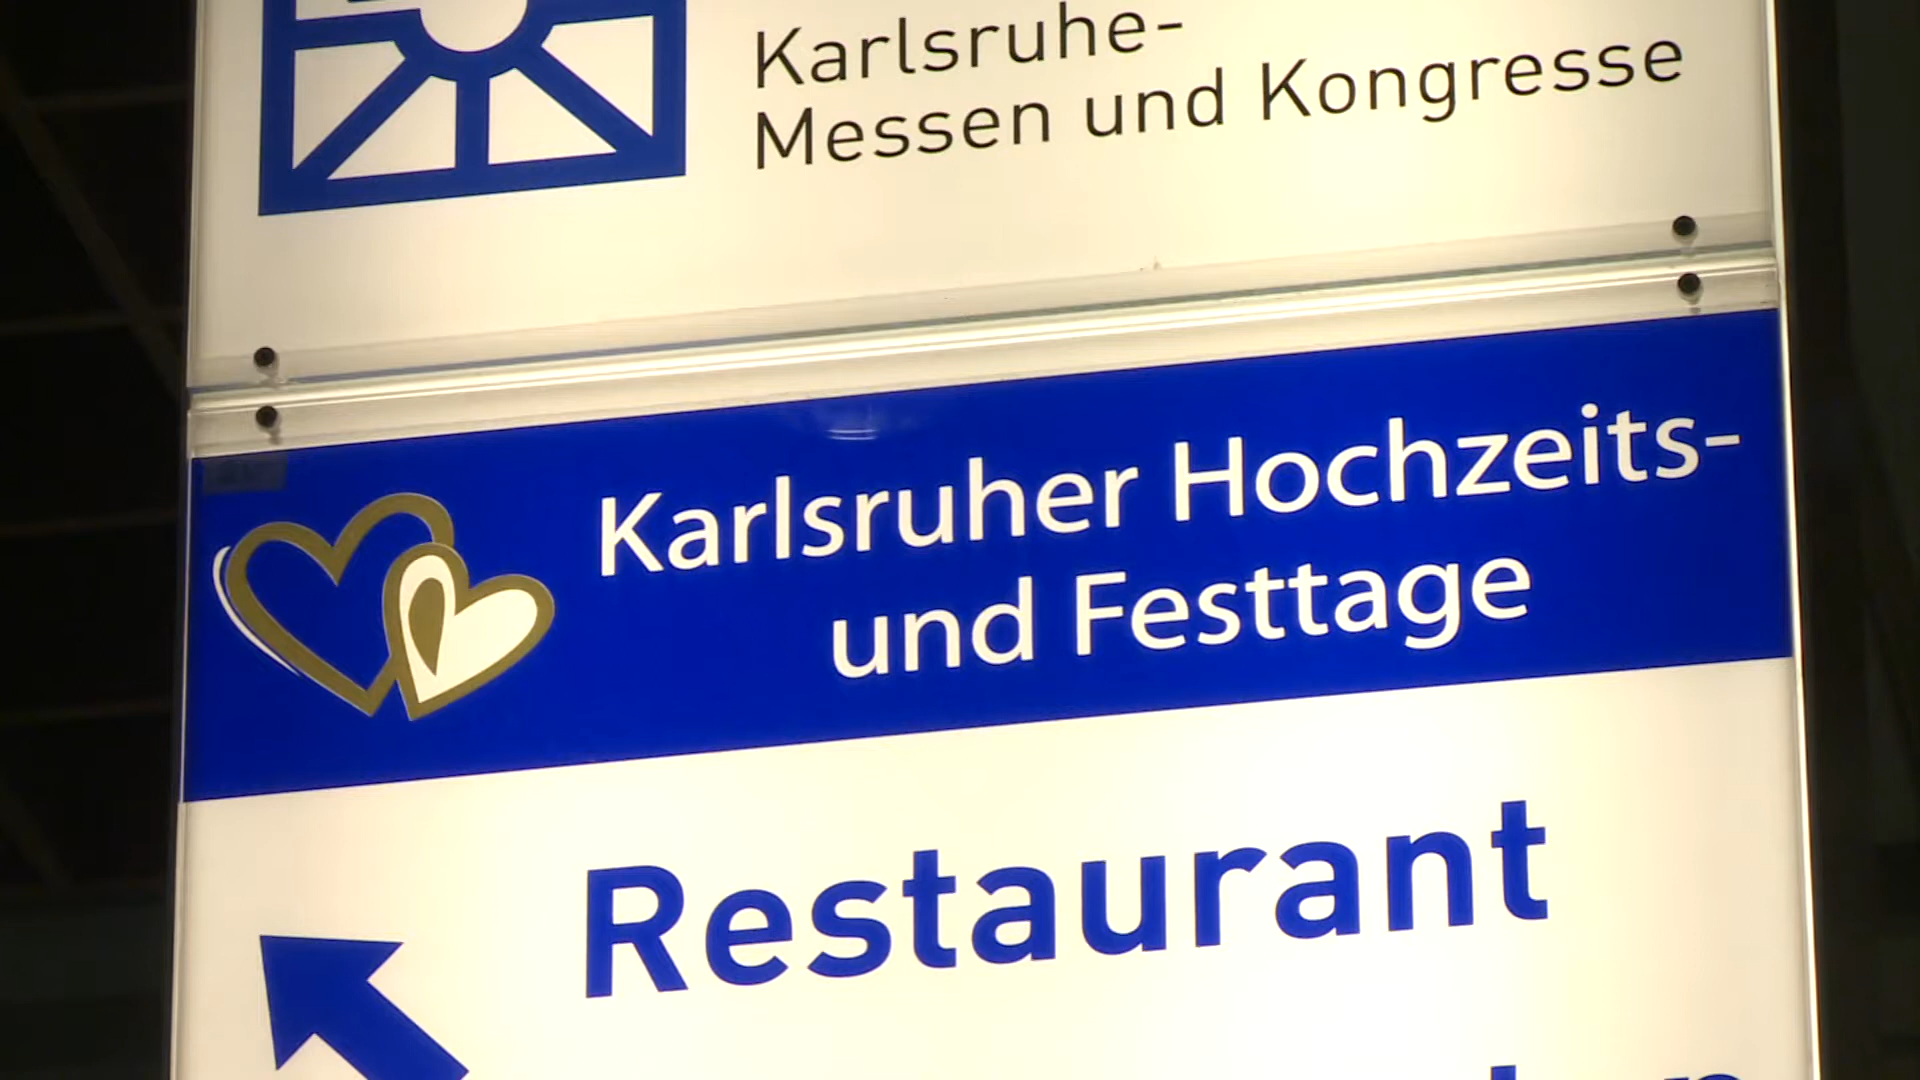 Karlsruhe-
Messen und Kongresse
Karlsruher Hochzeits-
und Festtage
Restaurant